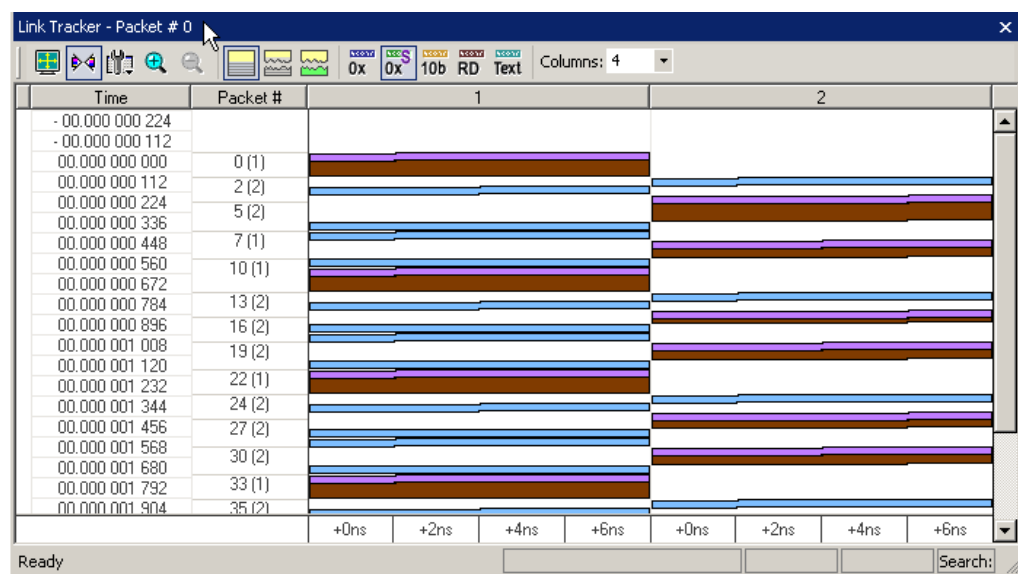 Link Tracker - Packet # 0
0x 0x S 10b RD Text Columns: 4
Time Packet # 1 2
- 00.000 000 224
- 00.000 000 112
00.000 000 000 0 (1)
00.000 000 112 2 (2)
00.000 000 224 5 (2)
00.000 000 336
00.000 000 448 7 (1)
00.000 000 560 10 (1)
00.000 000 672
00.000 000 784 13 (2)
00.000 000 896 16 (2)
00.000 001 008 19 (2)
00.000 001 120
00.000 001 232 22 (1)
00.000 001 344 24 (2)
00.000 001 456 27 (2)
00.000 001 568 30 (2)
00.000 001 680
00.000 001 792 33 (1)
00.000 001 904 35 (2)
+0ns +2ns +4ns +6ns +0ns +2ns +4ns +6ns
Ready Search: